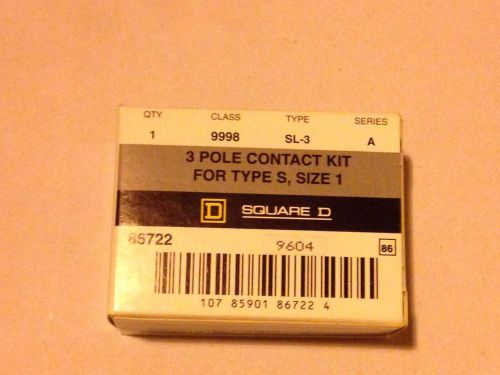 QTY. CLASS TYPE SERIES
1 9998 SL-3 A
3 POLE CONTACT KIT
FOR TYPE S, SIZE 1
D SQUARE D
86722 9604 86
107 85901 86722 4